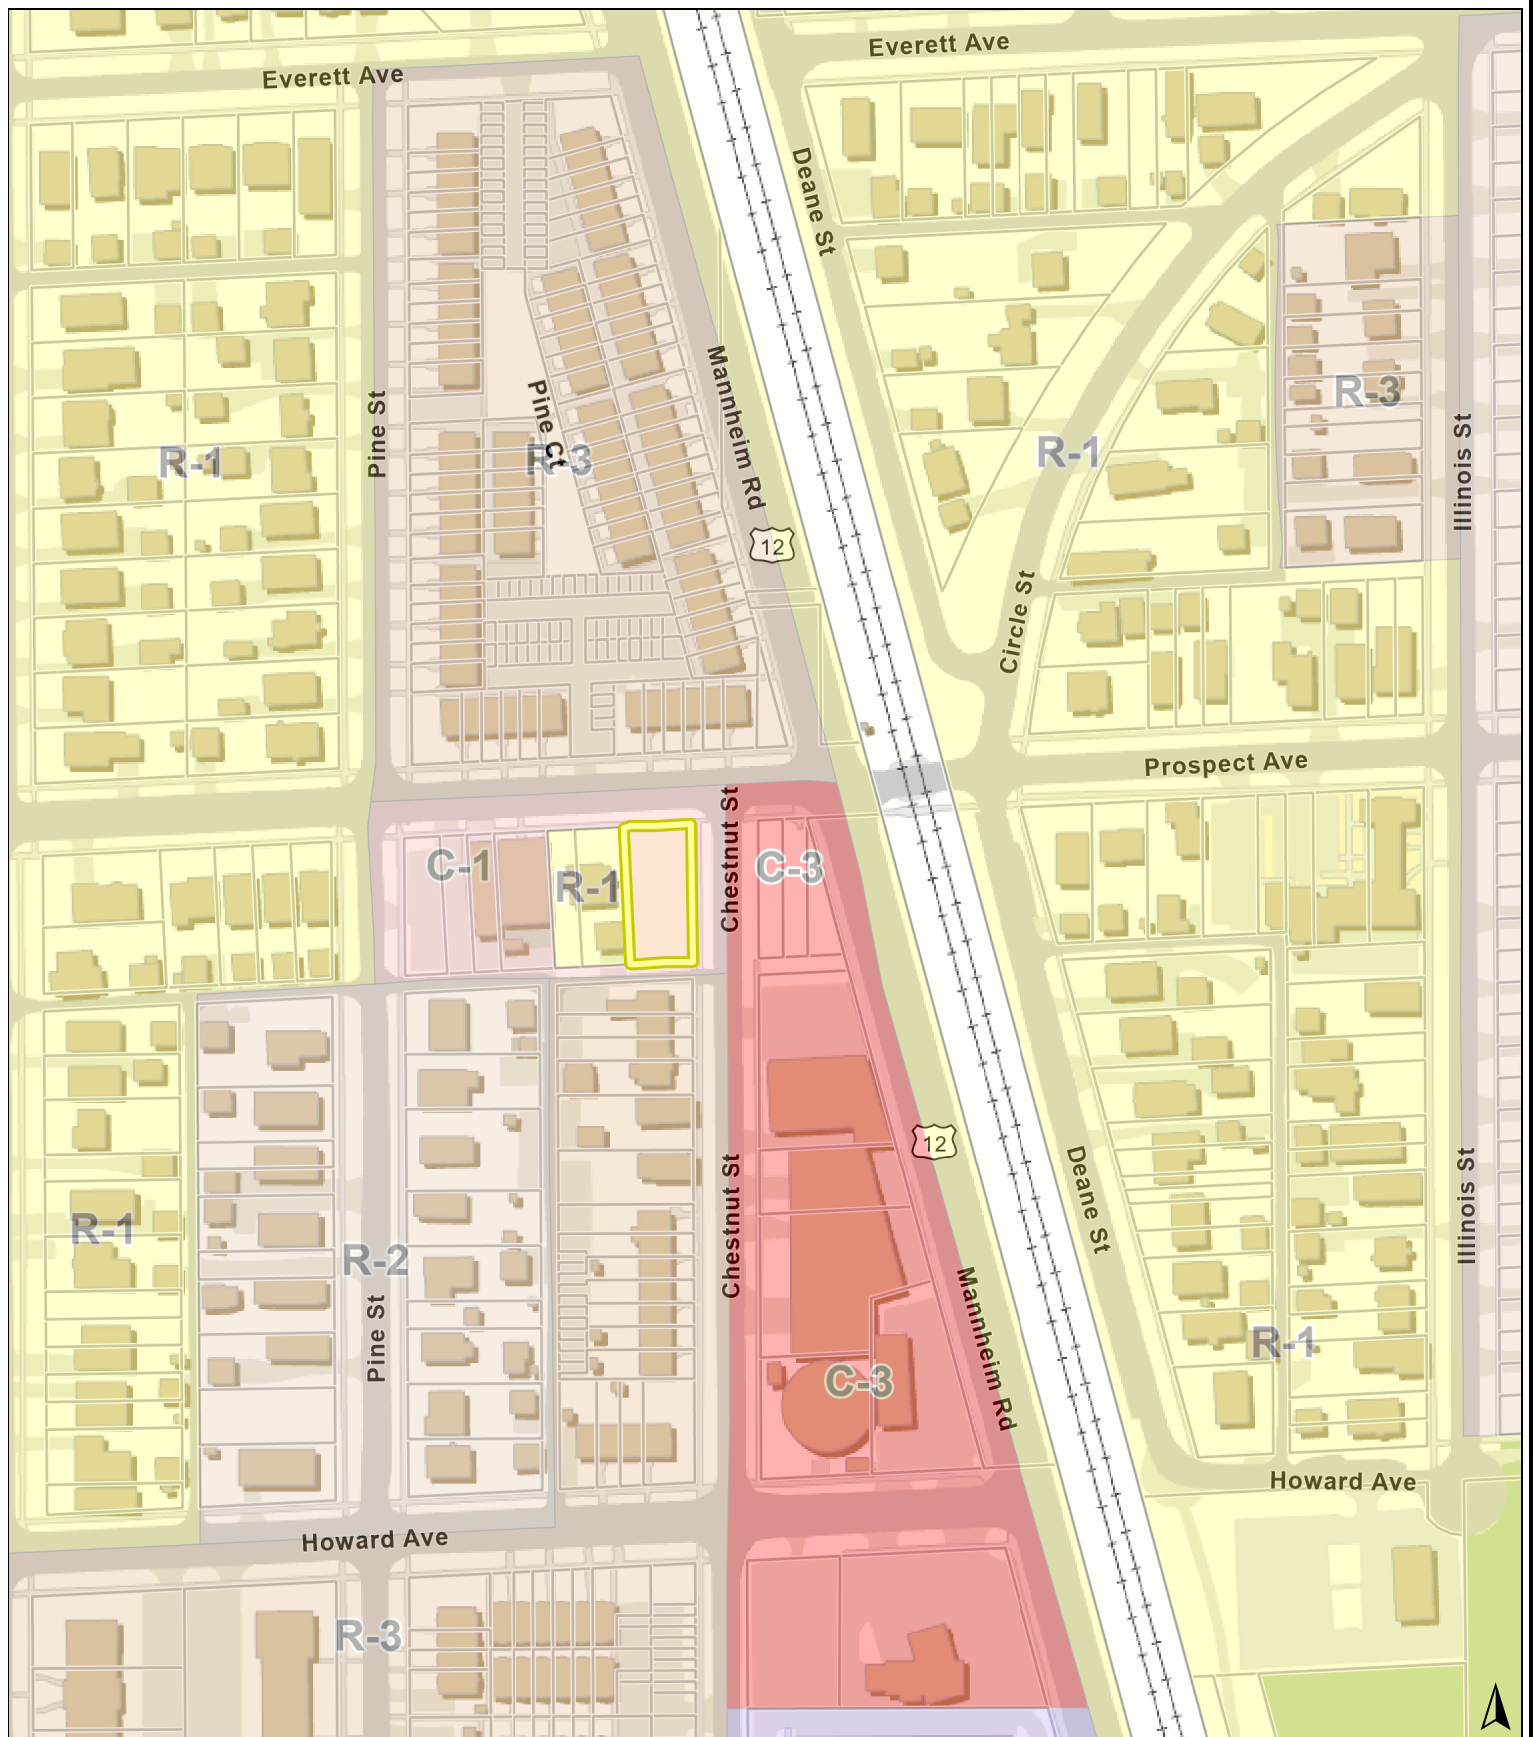 Everett Ave
Everett Ave
Deane St
Mannheim Rd
Pine St
Pine Ct
R-1
R-3
R-1
R-3
Illinois St
12
Circle St
Prospect Ave
Chestnut St
C-1
R-1
C-3
12
Deane St
Illinois St
Chestnut St
R-1
R-2
Pine St
Mannheim Rd
R-1
C-3
Howard Ave
Howard Ave
R-3